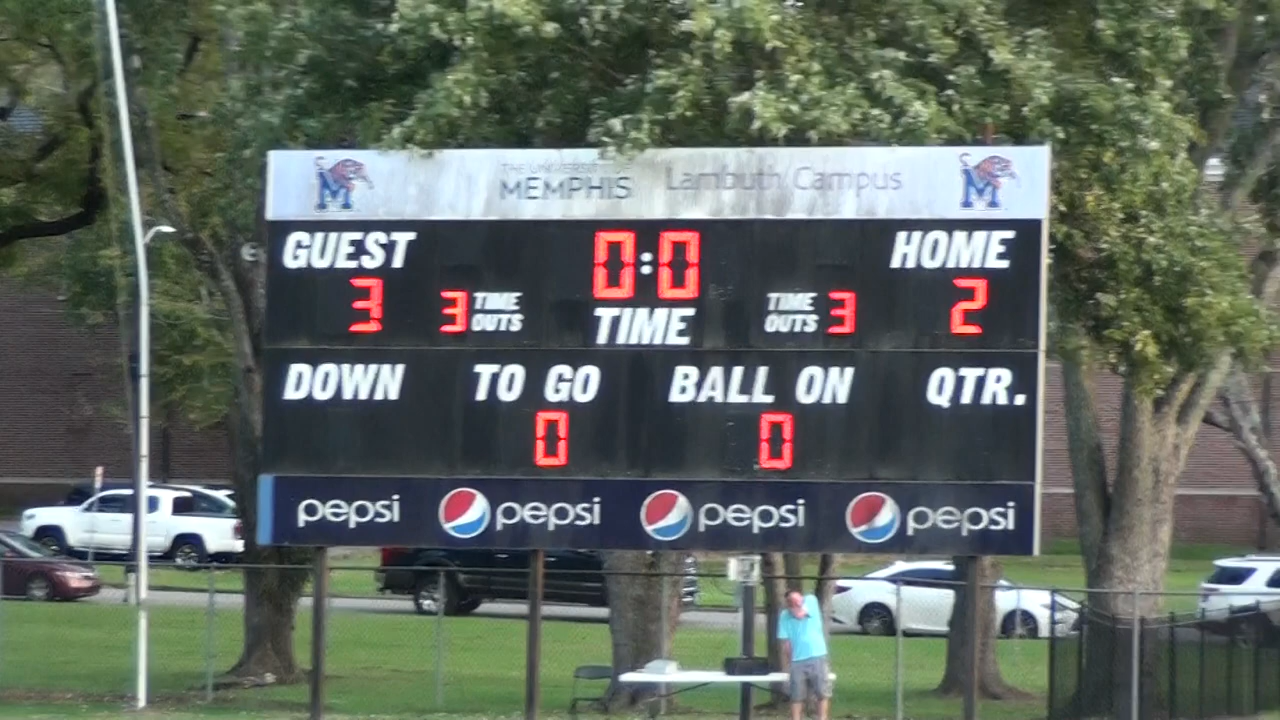 THE UNIVERSITY OF
MEMPHIS Lambuth Campus
M M
GUEST 0:0 HOME
3 3 TIME OUTS TIME TIME OUTS 3 2
DOWN TO GO BALL ON QTR.
0 0
pepsi pepsi pepsi pepsi